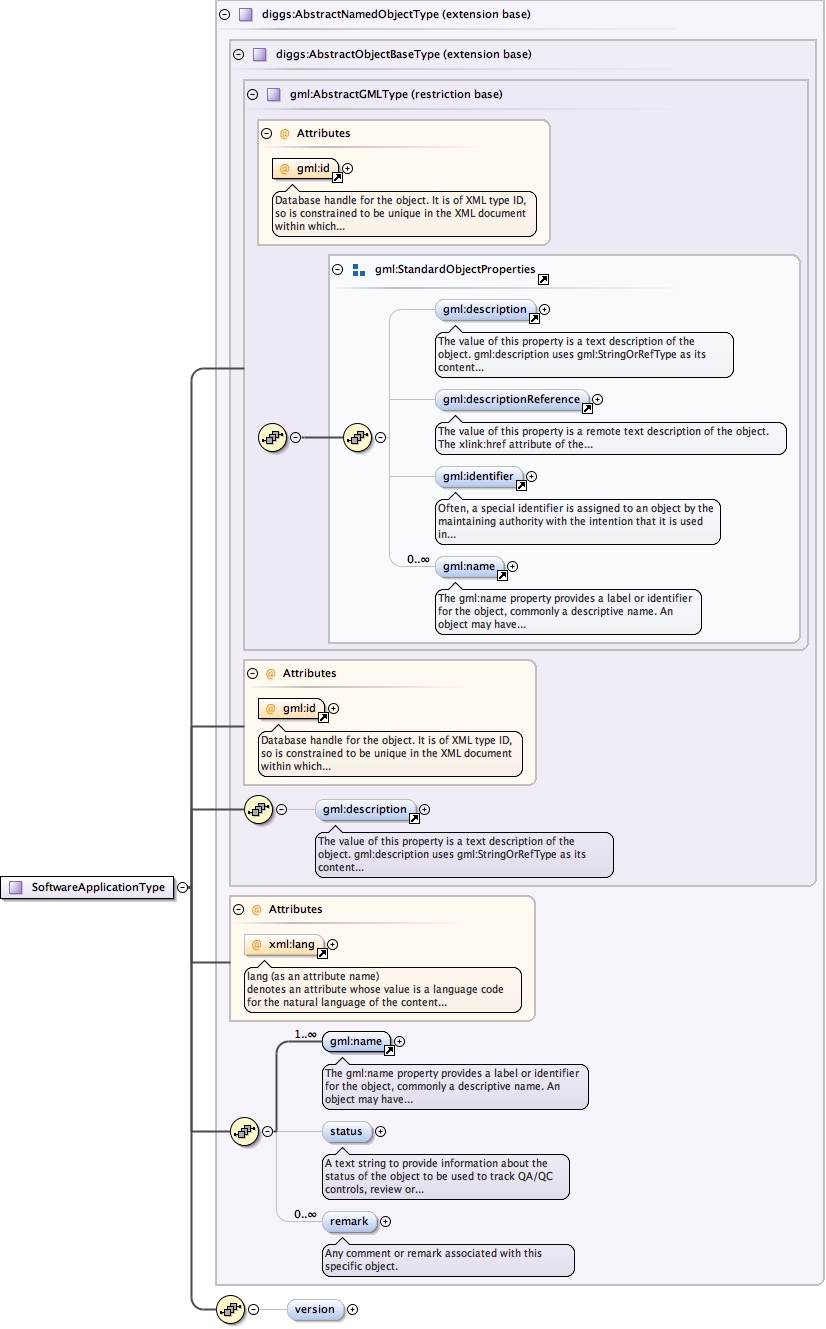 diggs:AbstractNamedObjectType (extension base)
diggs:AbstractObjectBaseType (extension base)
gml:AbstractGMLType (restriction base)
@ Attributes
@ gml:id
Database handle for the object. It is of XML type ID,
so is constrained to be unique in the XML document
within which...
gml:StandardObjectProperties
gml:description
The value of this property is a text description of the
object. gml:description uses gml:StringOrRefType as its
content...
gml:descriptionReference
The value of this property is a remote text description of the object.
The xlink:href attribute of the...
gml:identifier
Often, a special identifier is assigned to an object by the
maintaining authority with the intention that it is used
in...
0..∞
gml:name
The gml:name property provides a label or identifier
for the object, commonly a descriptive name. An
object may have...
@ Attributes
@ gml:id
Database handle for the object. It is of XML type ID,
so is constrained to be unique in the XML document
within which...
gml:description
The value of this property is a text description of the
object. gml:description uses gml:StringOrRefType as its
content...
SoftwareApplicationType
@ Attributes
@ xml:lang
lang (as an attribute name)
denotes an attribute whose value is a language code
for the natural language of the content...
1..∞
gml:name
The gml:name property provides a label or identifier
for the object, commonly a descriptive name. An
object may have...
status
A text string to provide information about the
status of the object to be used to track QA/QC
controls, review or...
0..∞
remark
Any comment or remark associated with this
specific object.
version